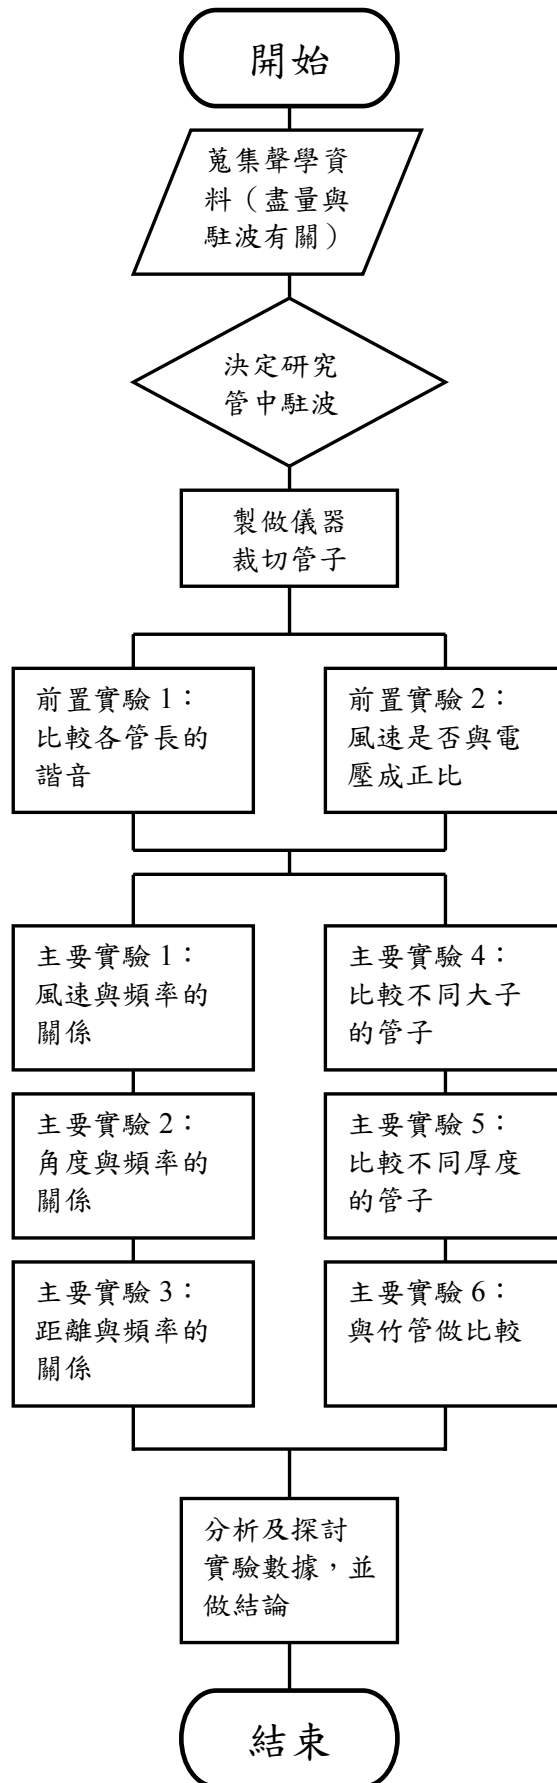 開始
蒐集聲學資
料（盡量與
駐波有關）
決定研究
管中駐波
製做儀器
裁切管子
前置實驗 1：
比較各管長的
諧音
前置實驗 2：
風速是否與電
壓成正比
主要實驗 1：
風速與頻率的
關係
主要實驗 2：
角度與頻率的
關係
主要實驗 3：
距離與頻率的
關係
主要實驗 4：
比較不同大子
的管子
主要實驗 5：
比較不同厚度
的管子
主要實驗 6：
與竹管做比較
分析及探討
實驗數據，並
做結論
結束